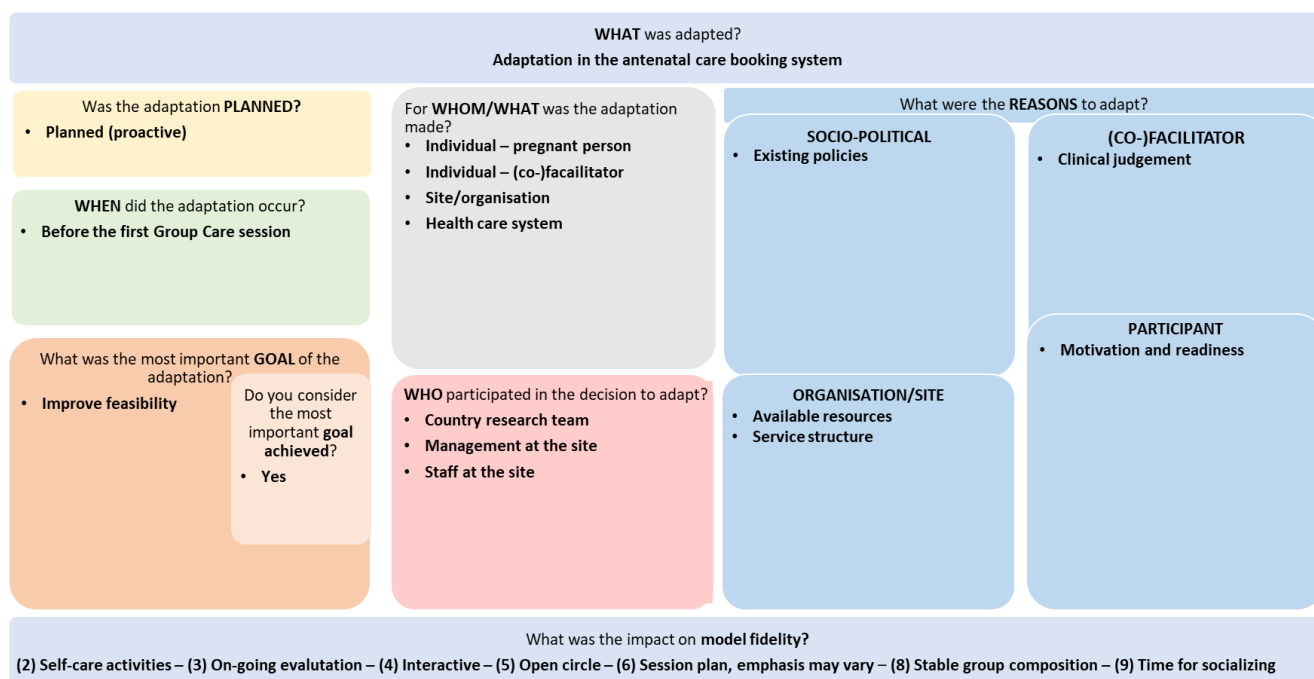 WHAT was adapted?
Adaptation in the antenatal care booking system
Was the adaptation PLANNED?
• Planned (proactive)
WHEN did the adaptation occur?
• Before the first Group Care session
What was the most important GOAL of the
adaptation?
• Improve feasibility
Do you consider
the most
important goal
achieved?
• Yes
For WHOM/WHAT was the adaptation
made?
• Individual – pregnant person
• Individual – (co-)facailitator
• Site/organisation
• Health care system
WHO participated in the decision to adapt?
• Country research team
• Management at the site
• Staff at the site
What were the REASONS to adapt?
SOCIO-POLITICAL
• Existing policies
(CO-)FACILITATOR
• Clinical judgement
ORGANISATION/SITE
• Available resources
• Service structure
PARTICIPANT
• Motivation and readiness
What was the impact on model fidelity?
(2) Self-care activities – (3) On-going evalutation – (4) Interactive – (5) Open circle – (6) Session plan, emphasis may vary – (8) Stable group composition – (9) Time for socializing